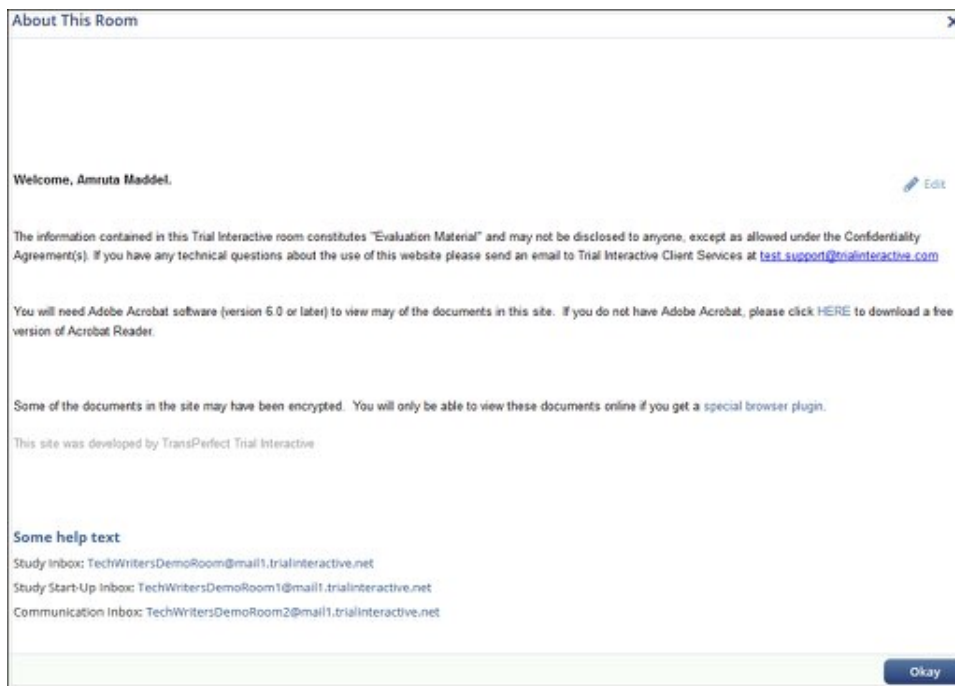 About This Room
Welcome, Amruta Maddel.
Edit
The information contained in this Trial Interactive room constitutes "Evaluation Material" and may not be disclosed to anyone, except as allowed under the Confidentiality
Agreement(s). If you have any technical questions about the use of this website please send an email to Trial Interactive Client Services at test.support@trialinteractive.com
You will need Adobe Acrobat software (version 6.0 or later) to view may of the documents in this site. If you do not have Adobe Acrobat, please click HERE to download a free
version of Acrobat Reader.
Some of the documents in the site may have been encrypted. You will only be able to view these documents online if you get a special browser plugin.
This site was developed by TransPerfect Trial Interactive
Some help text
Study Inbox: TechWritersDemoRoom@mail1.trialinteractive.net
Study Start-Up Inbox: TechWritersDemoRoom1@mail1.trialinteractive.net
Communication Inbox: TechWritersDemoRoom2@mail1.trialinteractive.net
Okay